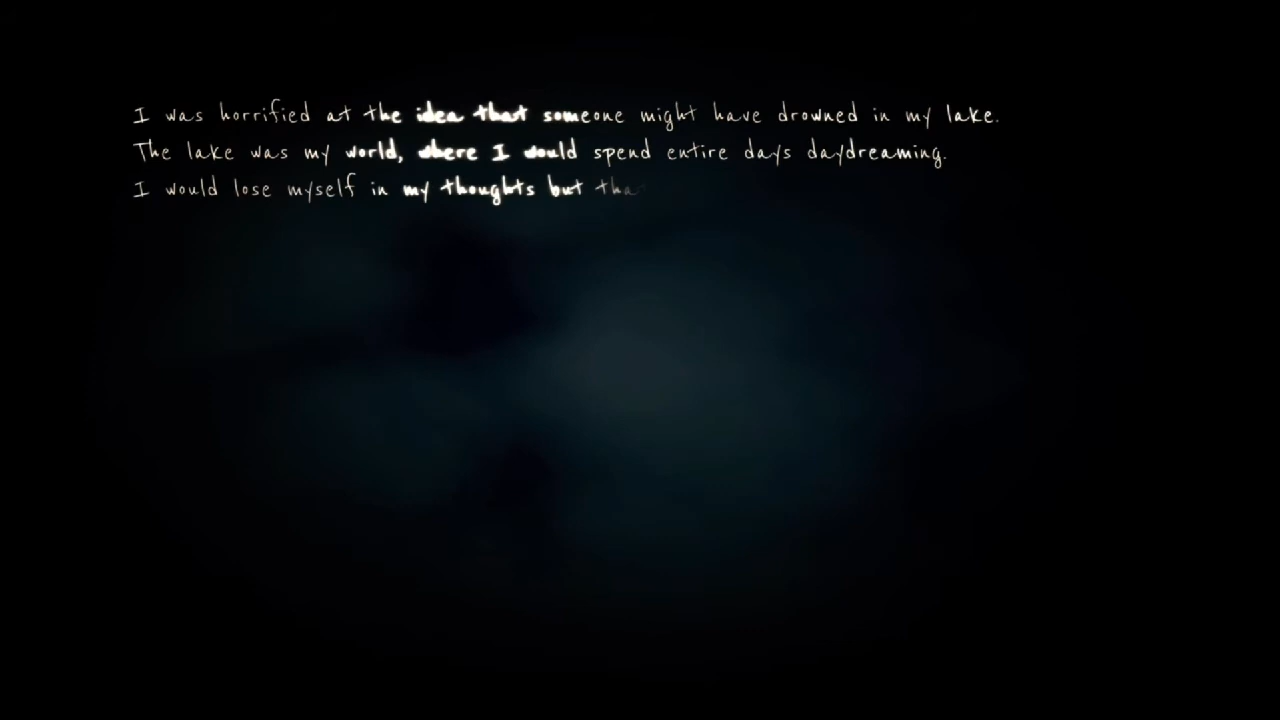 I was horrified at the idea that someone might have drowned in my lake.
The lake was my world, where I would spend entire days daydreaming.
I would lose myself in my thoughts but